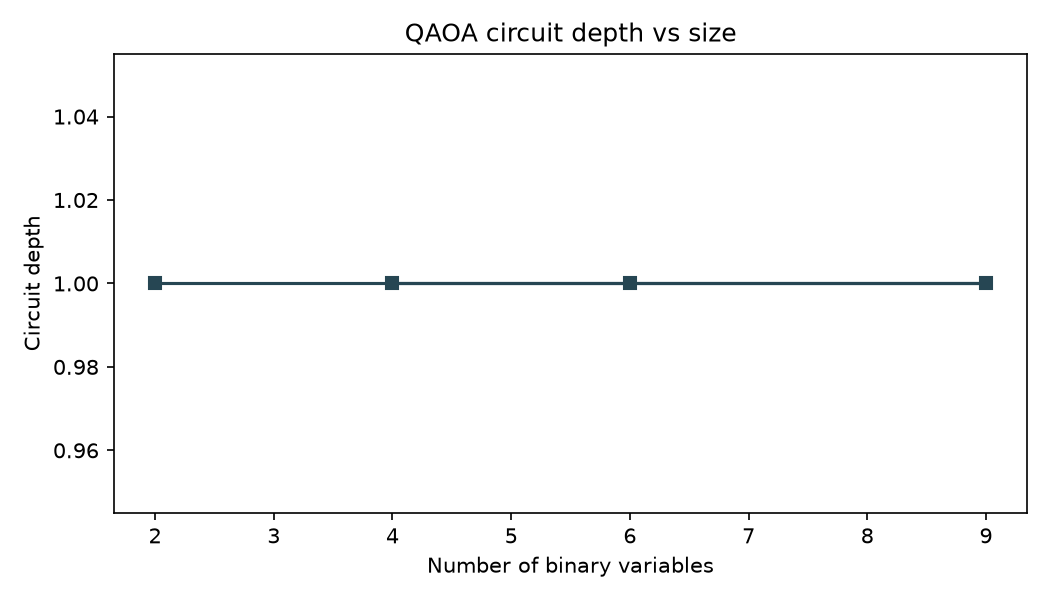 QAOA circuit depth vs size
1.04
1.02
1.00
0.98
0.96
Circuit depth
2 3 4 5 6 7 8 9
Number of binary variables